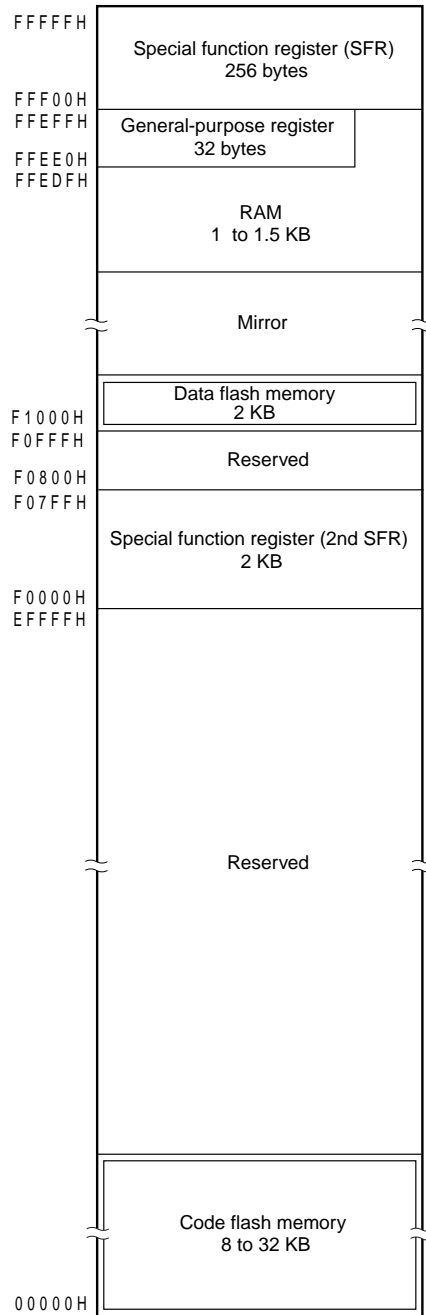 FFFFFH
Special function register (SFR)
256 bytes
FFF00H
FFEFFH
General-purpose register
32 bytes
FFEE0H
FFEDFH
RAM
1 to 1.5 KB
Mirror
Data flash memory
2 KB
F1000H
F0FFFH
Reserved
F0800H
F07FFH
Special function register (2nd SFR)
2 KB
F0000H
EFFFFH
Reserved
Code flash memory
8 to 32 KB
00000H